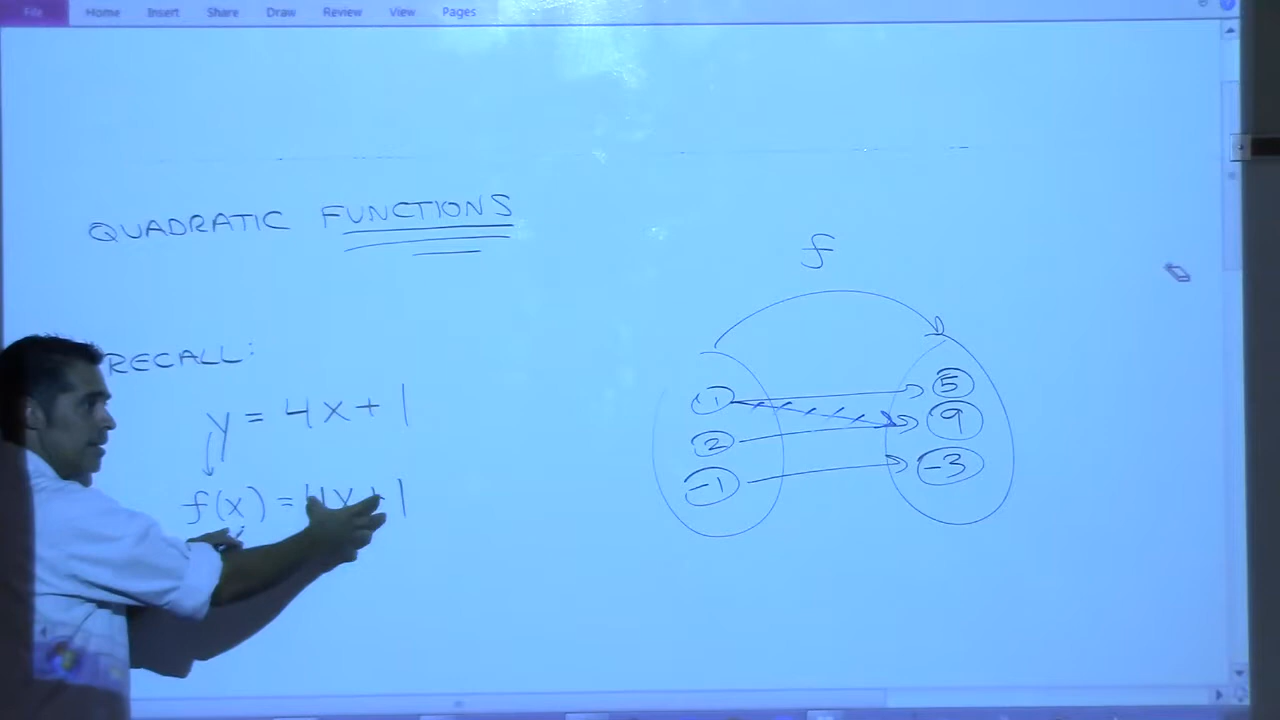 File Home Insert Share Draw Review View Pages
QUADRATIC FUNCTIONS
RECALL:
y = 4x + 1
f(x) = 4x + 1
f
1 5
2 9
-1 -3